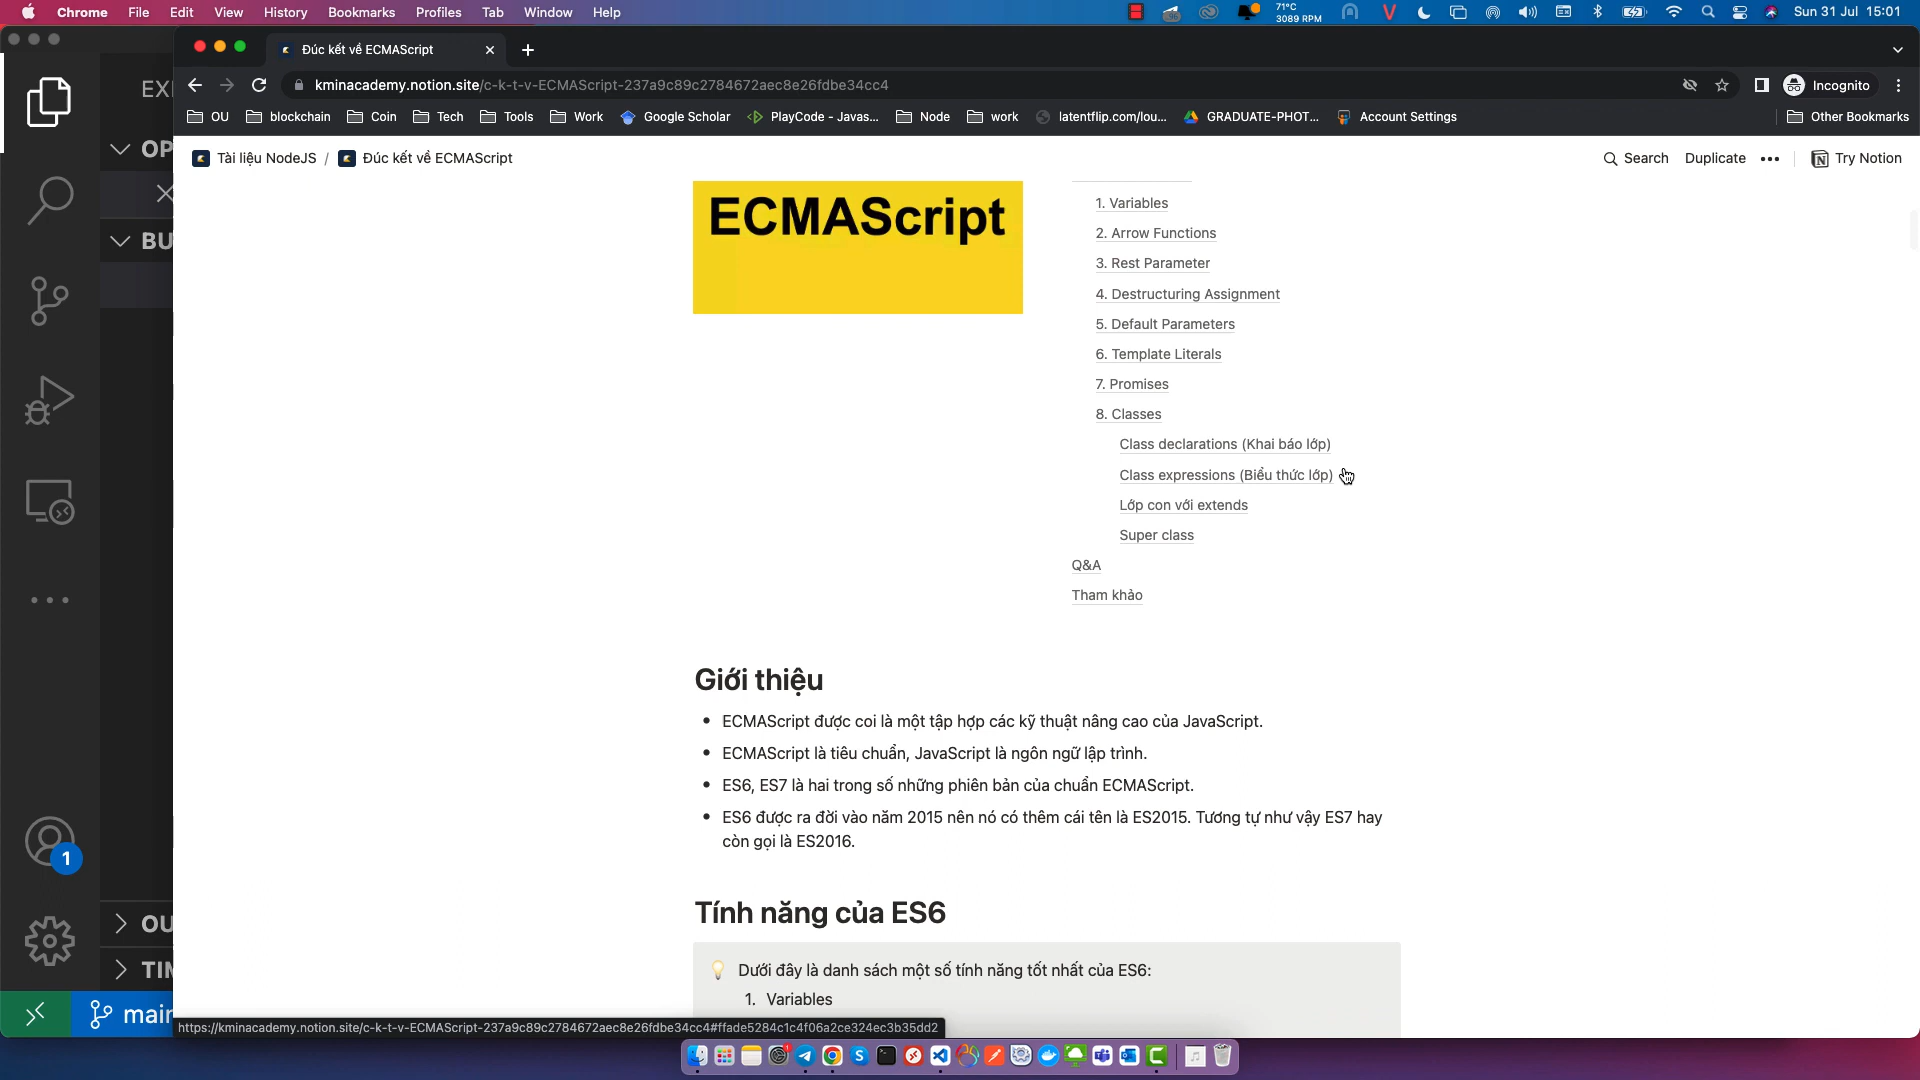 Chrome File Edit View History Bookmarks Profiles Tab Window Help
71°C
3089 RPM
Sun 31 Jul 15:01
Đúc kết về ECMAScript
kminacademy.notion.site/c-k-t-v-ECMAScript-237a9c89c2784672aec8e26fdbe34cc4
Incognito
OU blockchain Coin Tech Tools Work Google Scholar PlayCode - Javas... Node work latentflip.com/lou... GRADUATE-PHOT... Account Settings Other Bookmarks
Tài liệu NodeJS / Đúc kết về ECMAScript
Search Duplicate Try Notion
EX
OP
BU
OU
TIM
main
1
ECMAScript
1. Variables
2. Arrow Functions
3. Rest Parameter
4. Destructuring Assignment
5. Default Parameters
6. Template Literals
7. Promises
8. Classes
Class declarations (Khai báo lớp)
Class expressions (Biểu thức lớp)
Lớp con với extends
Super class
Q&A
Tham khảo
Giới thiệu
ECMAScript được coi là một tập hợp các kỹ thuật nâng cao của JavaScript.
ECMAScript là tiêu chuẩn, JavaScript là ngôn ngữ lập trình.
ES6, ES7 là hai trong số những phiên bản của chuẩn ECMAScript.
ES6 được ra đời vào năm 2015 nên nó có thêm cái tên là ES2015. Tương tự như vậy ES7 hay
còn gọi là ES2016.
Tính năng của ES6
Dưới đây là danh sách một số tính năng tốt nhất của ES6:
1. Variables
https://kminacademy.notion.site/c-k-t-v-ECMAScript-237a9c89c2784672aec8e26fdbe34cc4#ffade5284c1c4f06a2ce324ec3b35dd2